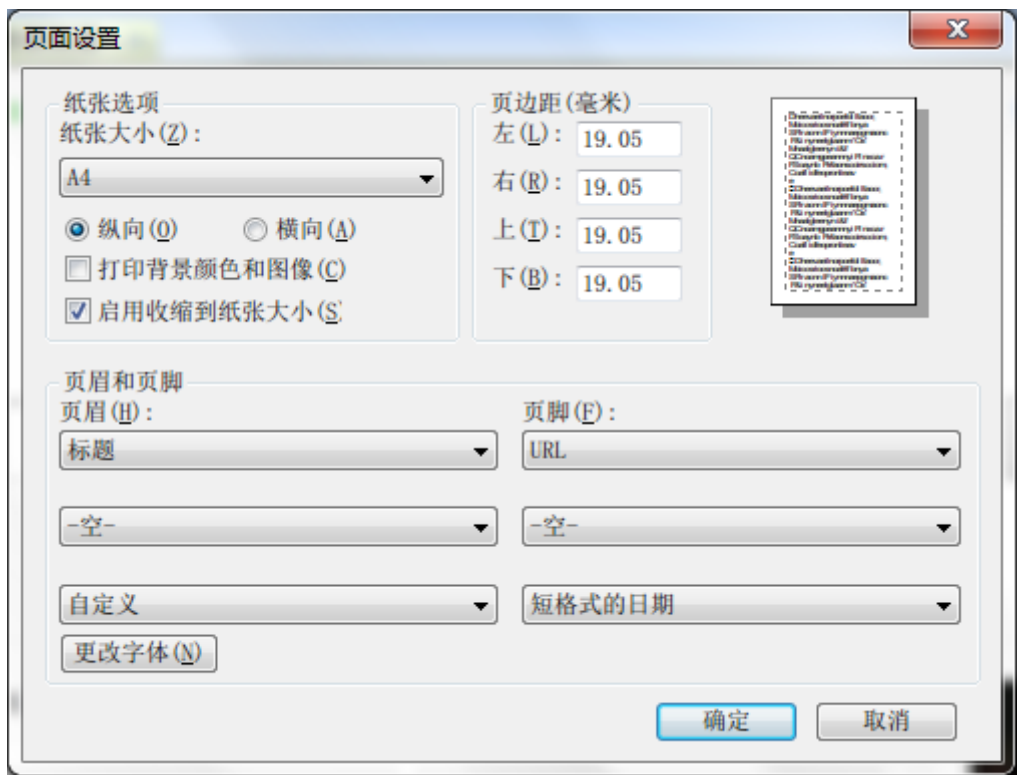 页面设置
纸张选项
纸张大小(Z):
A4
纵向(O) 横向(A)
打印背景颜色和图像(C)
启用收缩到纸张大小(S
页边距(毫米)
左(L): 19.05
右(R): 19.05
上(T): 19.05
下(B): 19.05
页眉和页脚
页眉(H):
标题
-空-
自定义
更改字体(N)
页脚(F):
URL
-空-
短格式的日期
确定 取消